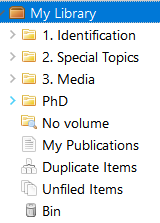 My Library
1. Identification
2. Special Topics
3. Media
PhD
No volume
My Publications
Duplicate Items
Unfiled Items
Bin